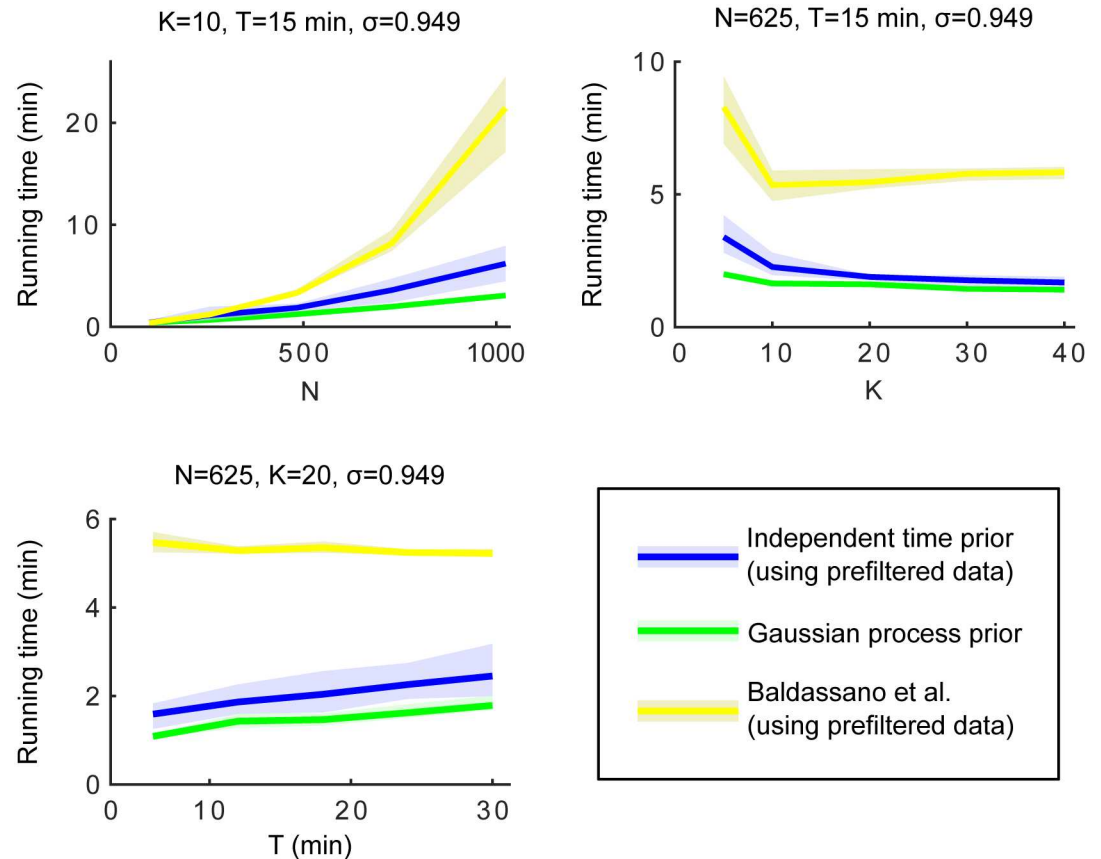 K=10, T=15 min, σ=0.949
Running time (min)
20
10
0
0
500
1000
N
N=625, T=15 min, σ=0.949
Running time (min)
10
5
0
0
10
20
30
40
K
N=625, K=20, σ=0.949
Running time (min)
6
4
2
0
0
10
20
30
T (min)
Independent time prior
(using prefiltered data)
Gaussian process prior
Baldassano et al.
(using prefiltered data)